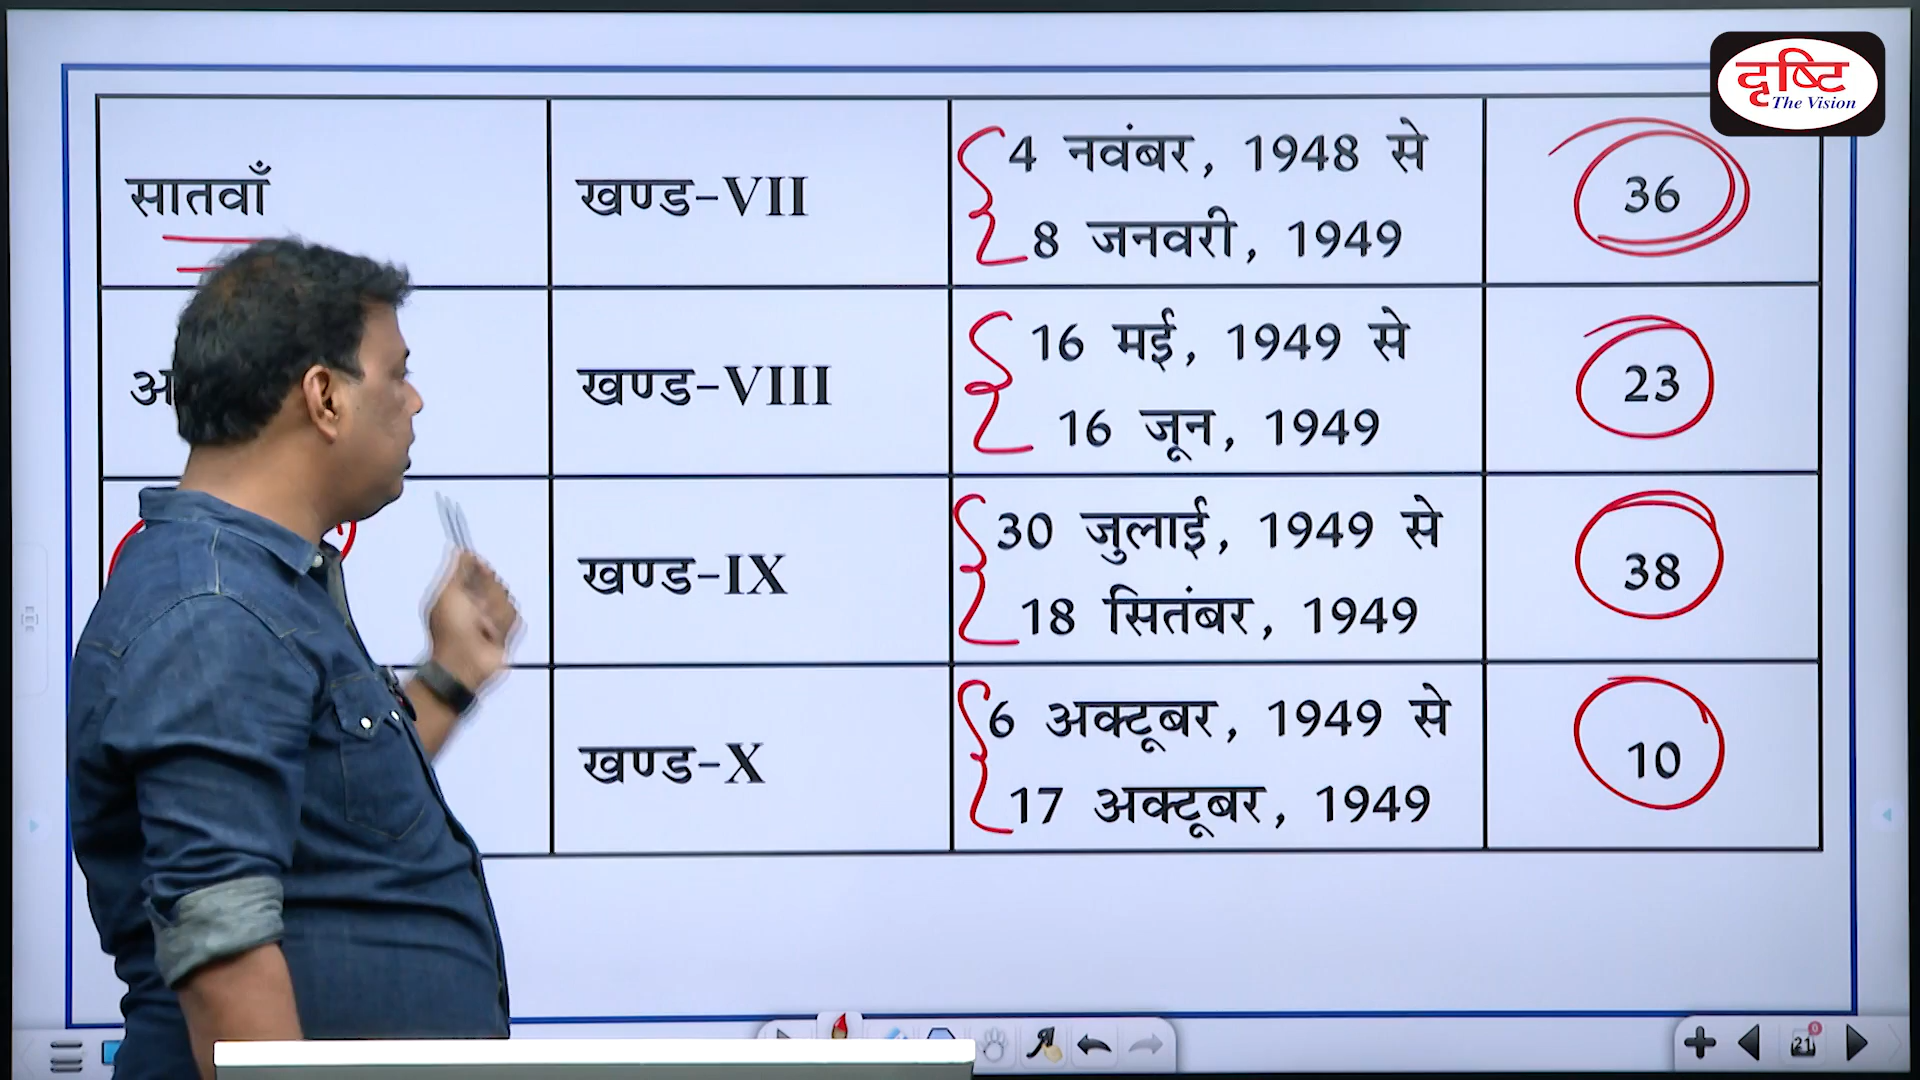 दृष्टि
The Vision
सातवाँ
खण्ड-VII
4 नवंबर, 1948 से
8 जनवरी, 1949
36
खण्ड-VIII
16 मई, 1949 से
16 जून, 1949
23
खण्ड-IX
30 जुलाई, 1949 से
18 सितंबर, 1949
38
खण्ड-X
6 अक्टूबर, 1949 से
17 अक्टूबर, 1949
10
21